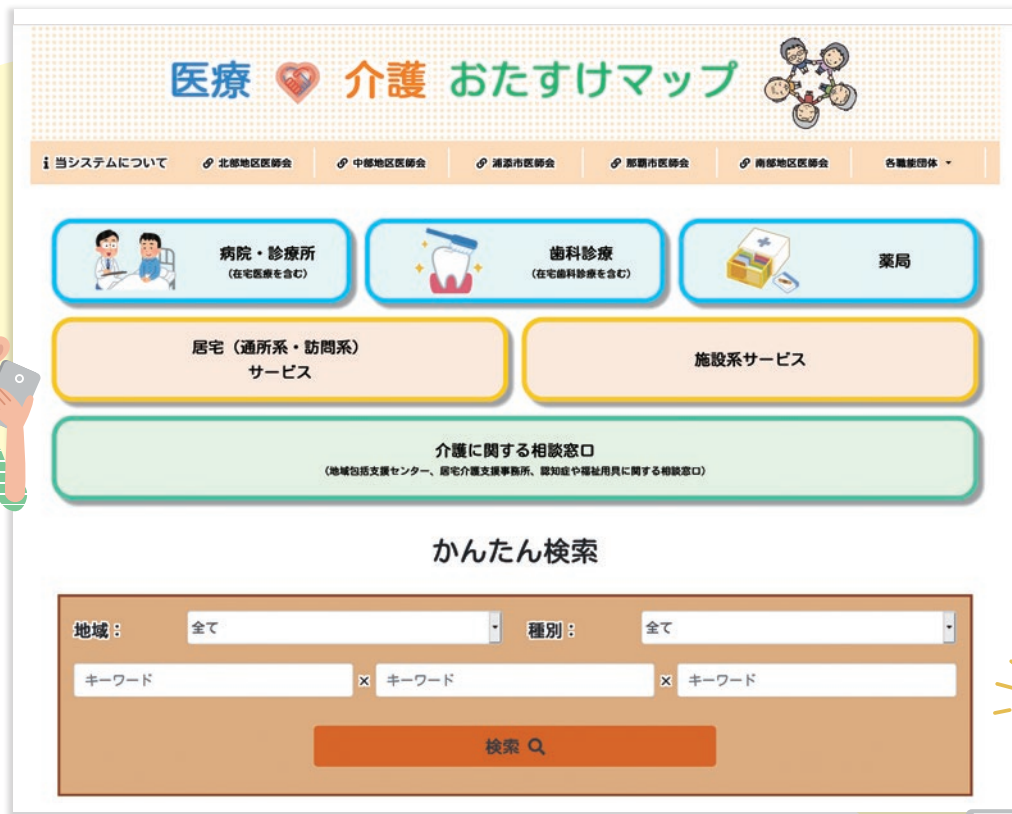 医療 介護 おたすけマップ
当システムについて 北部地区医師会 中部地区医師会 浦添市医師会 那覇市医師会 南部地区医師会 各職能団体
病院・診療所
(在宅医療を含む)
歯科診療
(在宅歯科診療を含む)
薬局
居宅（通所系・訪問系）
サービス
施設系サービス
介護に関する相談窓口
(地域包括支援センター、居宅介護支援事務所、認知症や福祉用具に関する相談窓口)
かんたん検索
地域： 全て 種別： 全て
キーワード × キーワード × キーワード
検索